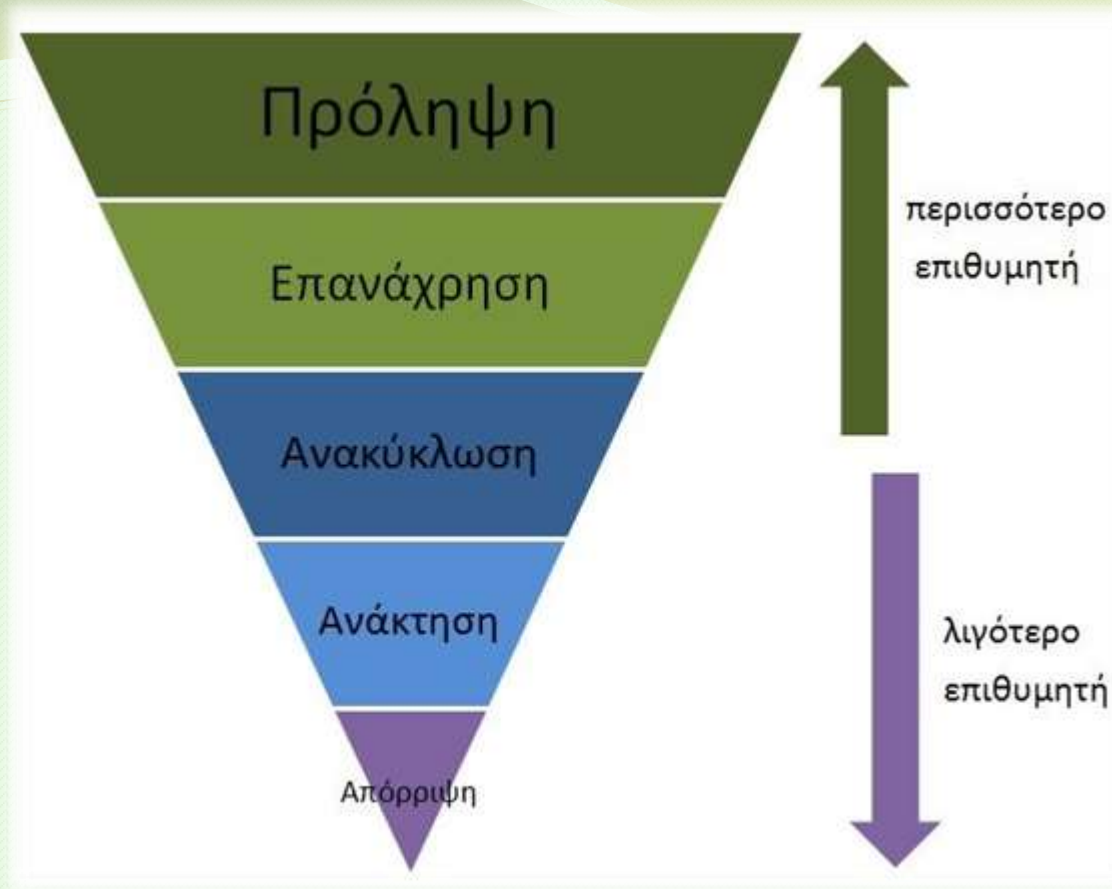 Πρόληψη
Επανάχρηση
Ανακύκλωση
Ανάκτηση
Απόρριψη
περισσότερο
επιθυμητή
λιγότερο
επιθυμητή